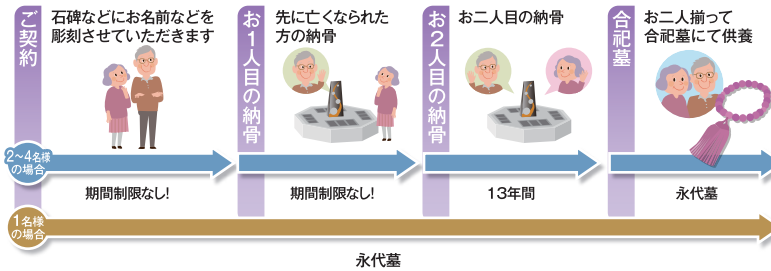 ご契約
石碑などにお名前などを
彫刻させていただきます
お1人目の納骨
先に亡くなられた
方の納骨
お2人目の納骨
お二人目の納骨
合祀墓
お二人揃って
合祀墓にて供養
2〜4名様
の場合
期間制限なし!
期間制限なし!
13年間
永代墓
1名様
の場合
永代墓